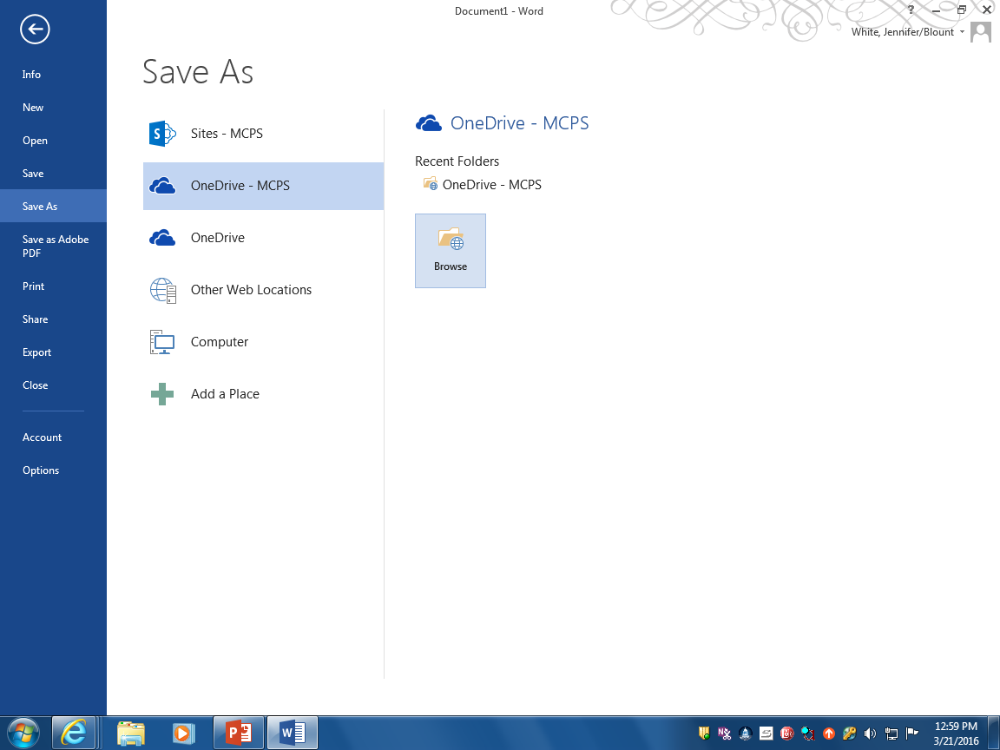 Document1 - Word
?
White, Jennifer/Blount
Info
New
Open
Save
Save As
Save as Adobe
PDF
Print
Share
Export
Close
Account
Options
Save As
S
Sites - MCPS
OneDrive - MCPS
OneDrive
Other Web Locations
Computer
Add a Place
OneDrive - MCPS
Recent Folders
OneDrive - MCPS
Browse
12:59 PM
3/21/2016